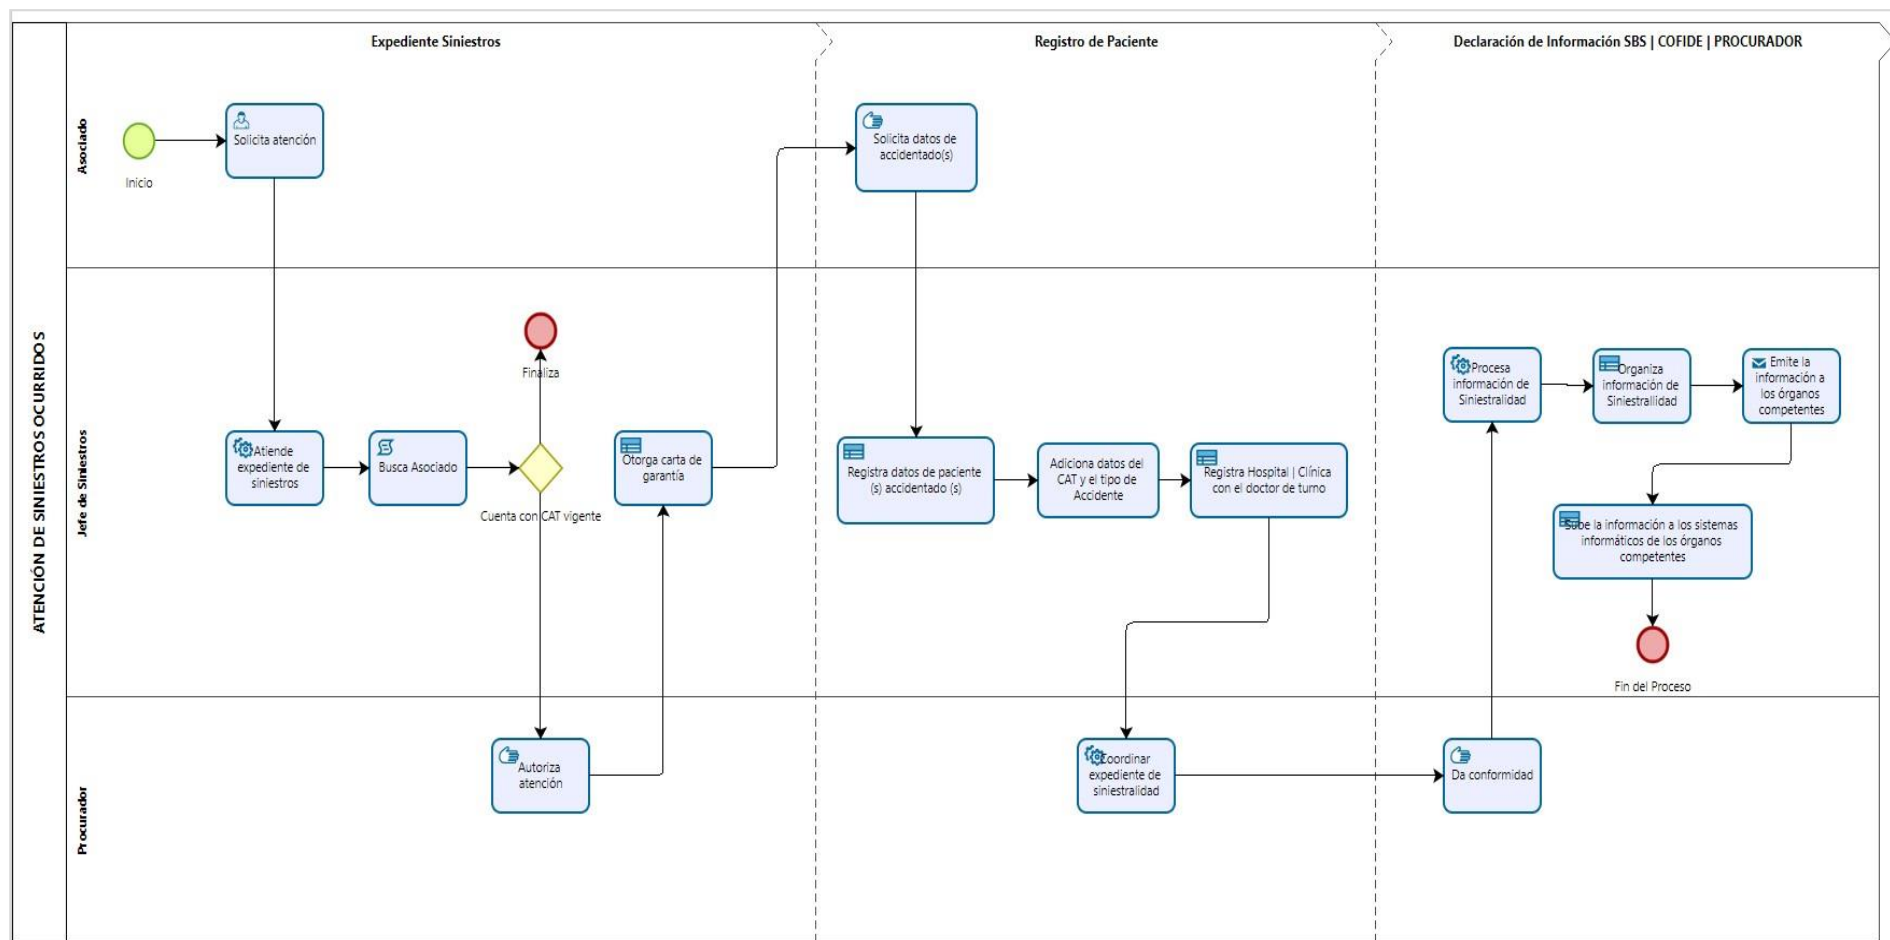 Expediente Siniestros
Registro de Paciente
Declaración de Información SBS | COFIDE | PROCURADOR
ATENCIÓN DE SINIESTROS OCURRIDOS
Asociado
Inicio
Solicita atención
Solicita datos de
accidentado(s)
Jefe de Siniestros
Atiende
expediente de
siniestros
Busca Asociado
Finaliza
Cuenta con CAT vigente
Otorga carta de
garantía
Registra datos de paciente
(s) accidentado (s)
Adiciona datos del
CAT y el tipo de
Accidente
Registra Hospital | Clínica
con el doctor de turno
Procesa
información de
Siniestralidad
Organiza
información de
Siniestrallidad
Emite la
información a
los órganos
competentes
Sube la información a los sistemas
informáticos de los órganos
competentes
Fin del Proceso
Procurador
Autoriza
atención
Coordinar
expediente de
siniestralidad
Da conformidad